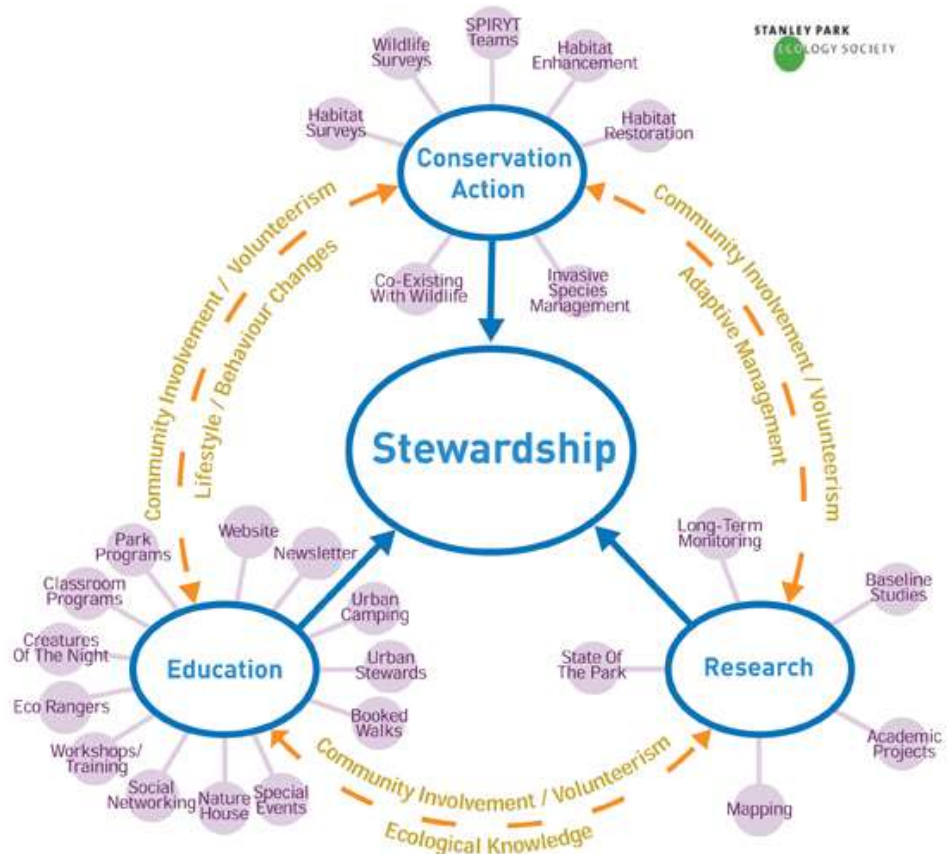 STANLEY PARK
ECOLOGY SOCIETY
SPIRYT
Teams
Wildlife
Surveys
Habitat
Enhancement
Habitat
Surveys
Habitat
Restoration
Conservation
Action
Co-Existing
With Wildlife
Invasive
Species
Management
Community Involvement / Volunteerism
Lifestyle / Behaviour Changes
Community Involvement / Volunteerism
Adaptive Management
Stewardship
Park
Programs
Website
Newsletter
Classroom
Programs
Urban
Camping
Creatures
Of The Night
Education
Urban
Stewards
Eco Rangers
Booked
Walks
Workshops/
Training
Social
Networking
Nature
House
Special
Events
Long-Term
Monitoring
Baseline
Studies
State Of
The Park
Research
Academic
Projects
Mapping
Community Involvement / Volunteerism
Ecological Knowledge